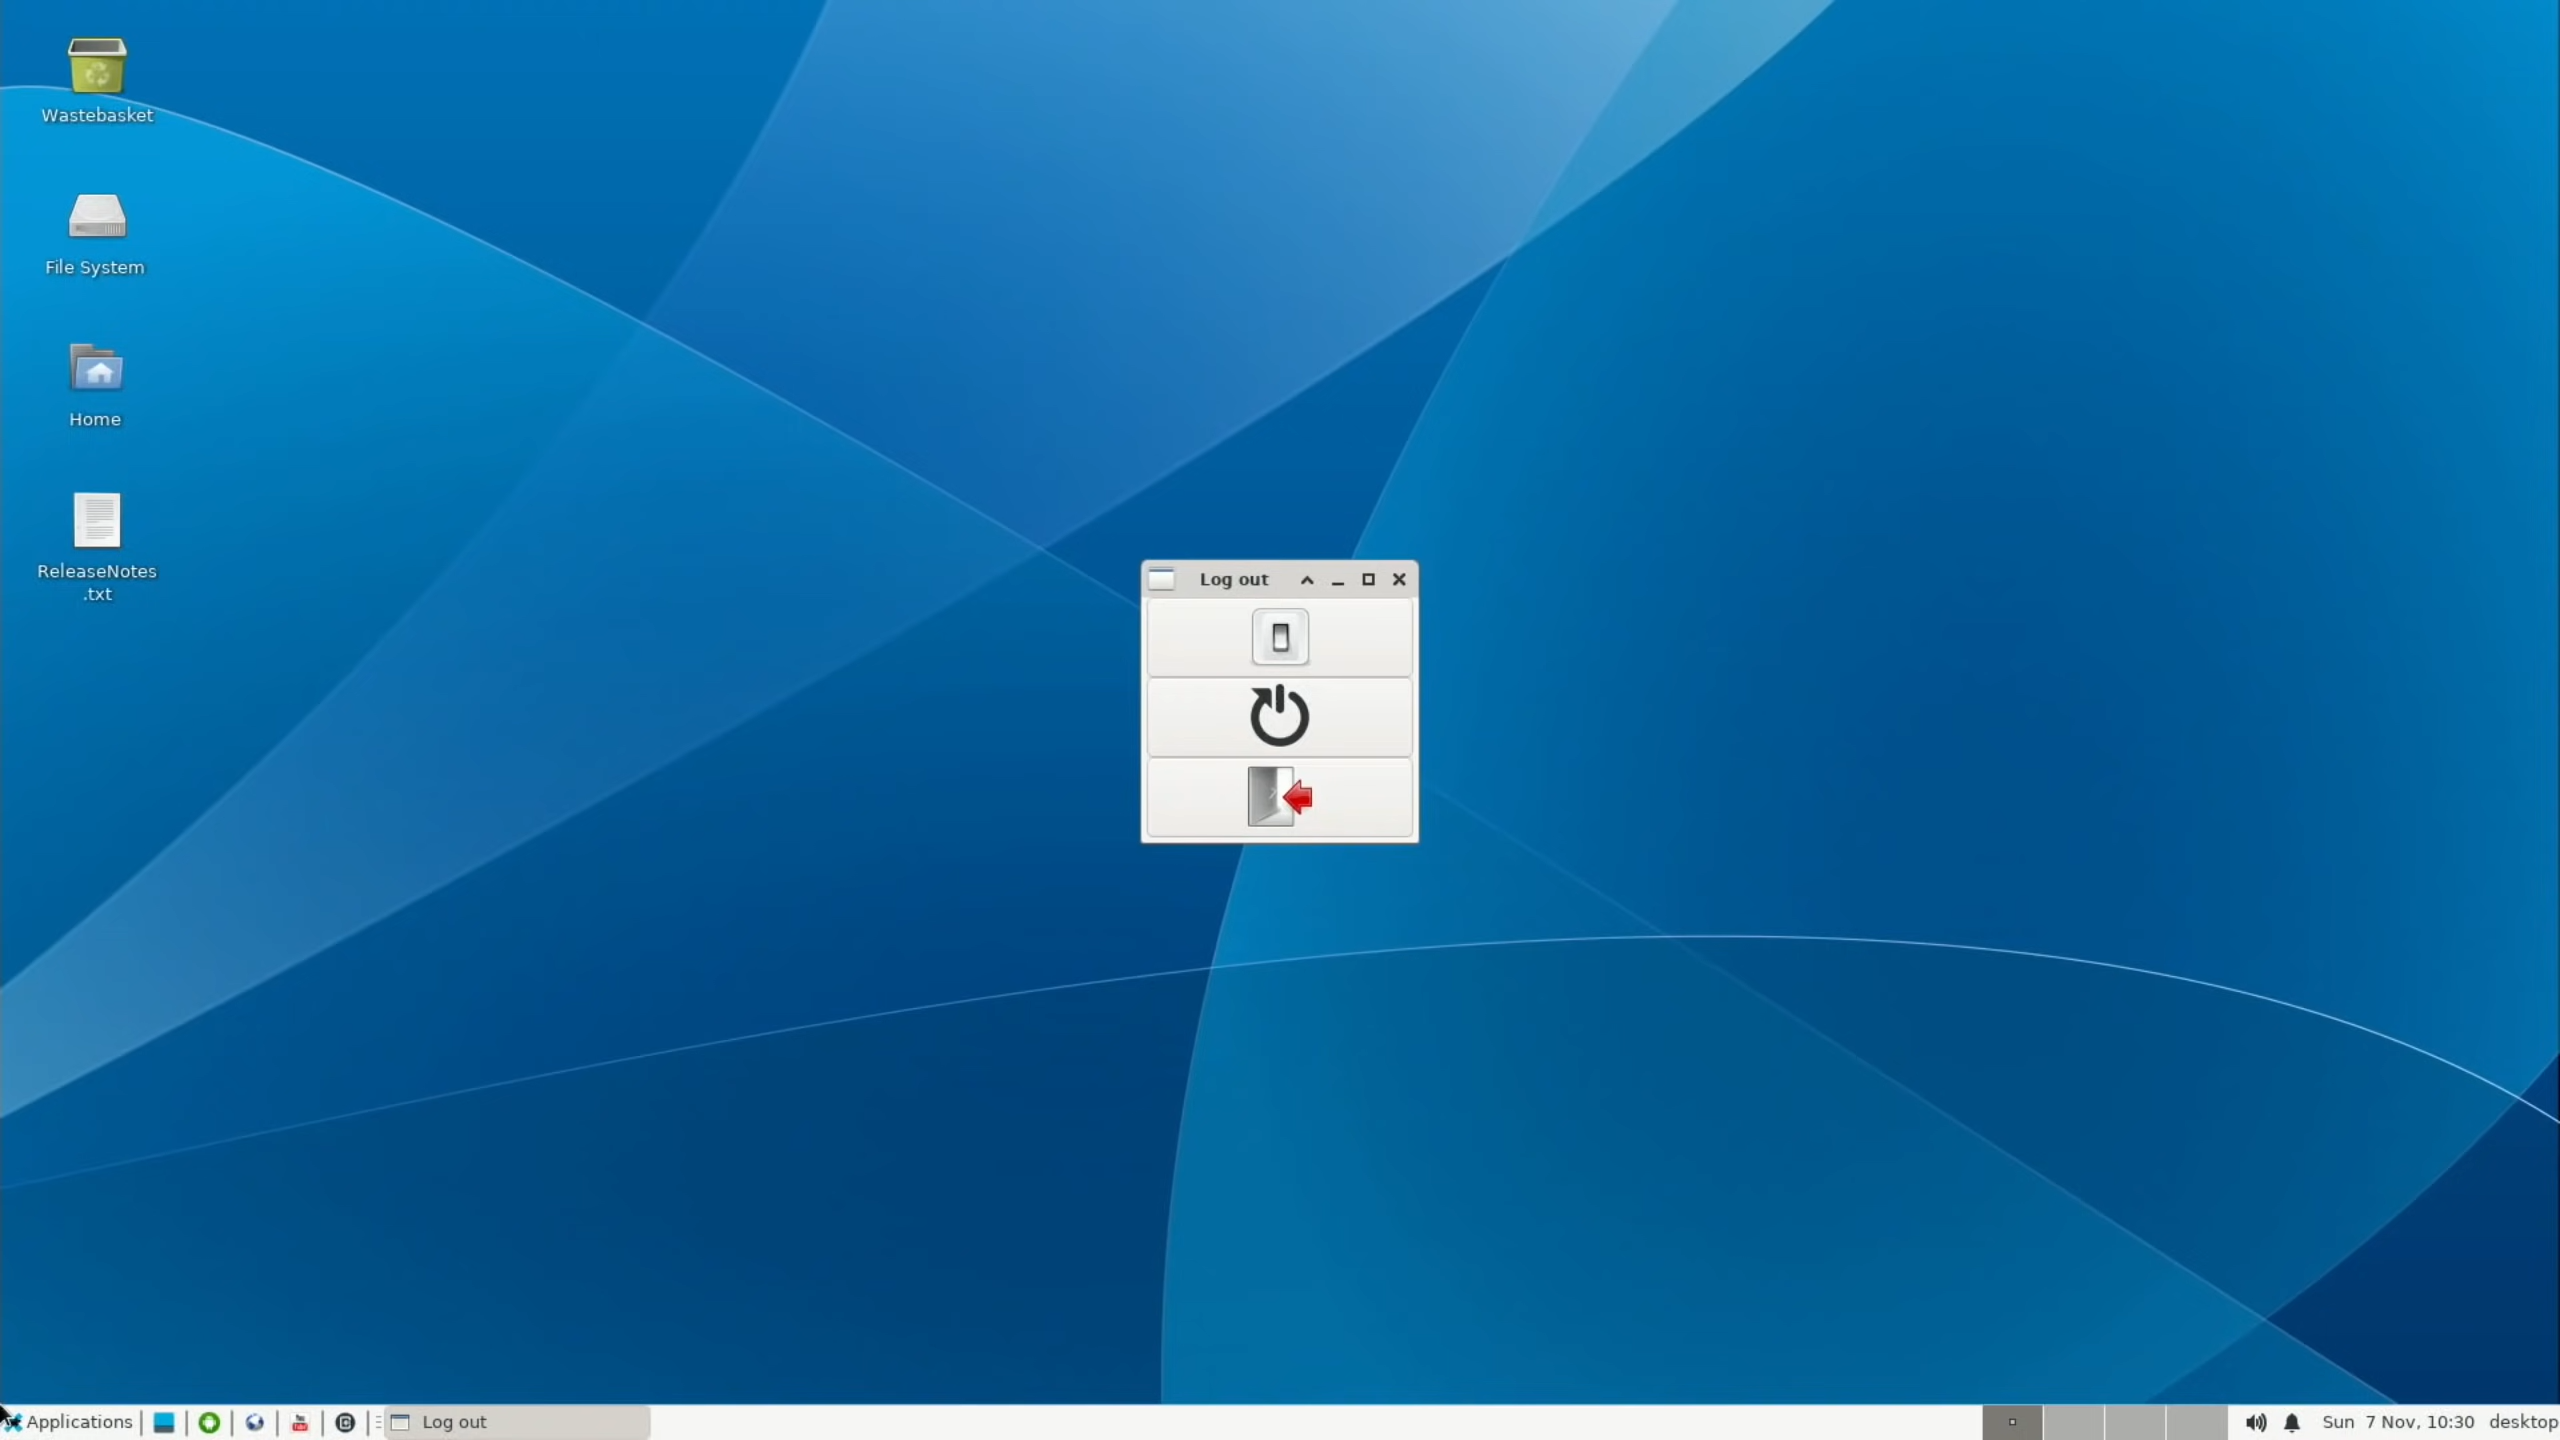 Wastebasket
File System
Home
ReleaseNotes
.txt
Log out
Applications
Log out
Sun 7 Nov, 10:30 desktop